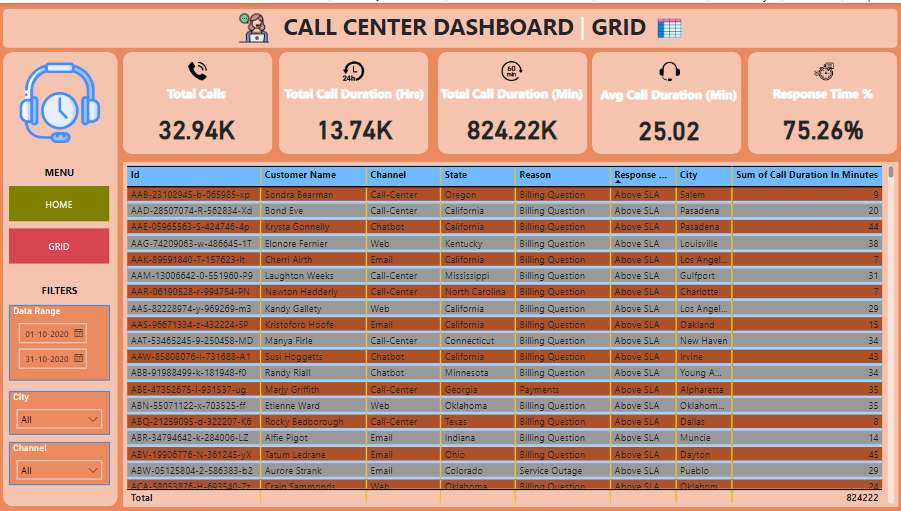 CALL CENTER DASHBOARD | GRID
24h
60 min
Total Calls
Total Call Duration (Hrs)
Total Call Duration (Min)
Avg Call Duration (Min)
Response Time %
32.94K
13.74K
824.22K
25.02
75.26%
MENU
HOME
GRID
FILTERS
Data Range
01-10-2020
31-10-2020
City
All
Channel
All
Id Customer Name Channel State Reason Response ... City Sum of Call Duration In Minutes
AAB-23102945-b-065985-xp Sondra Bearman Call-Center Oregon Billing Question Above SLA Salem 9
AAD-28507074-R-562834-Xd Bond Eve Call-Center California Billing Question Above SLA Pasadena 20
AAE-05965563-S-424746-4p Krysta Gonnelly Chatbot California Billing Question Above SLA Pasadena 44
AAG-74209063-w-486645-1T Elonore Fernier Web Kentucky Billing Question Above SLA Louisville 38
AAK-89591840-T-157623-It Cherri Airth Email California Billing Question Above SLA Los Angel... 7
AAM-13006642-0-551960-P9 Laughton Weeks Call-Center Mississippi Billing Question Above SLA Gulfport 31
AAR-06190528-r-994754-PN Newton Hedderly Call-Center North Carolina Billing Question Above SLA Charlotte 7
AAS-82228974-y-969269-m3 Kandy Gallety Web California Billing Question Above SLA Los Angel... 29
AAS-96671334-z-432224-SP Kristoforo Hoofe Email California Billing Question Above SLA Oakland 15
AAT-53465245-9-250458-MD Manya Firle Call-Center Connecticut Billing Question Above SLA New Haven 34
AAW-85808076-I-731688-A1 Susi Hoggetts Chatbot California Billing Question Above SLA Irvine 43
ABB-91988499-k-181948-f0 Randy Riall Chatbot Minnesota Billing Question Above SLA Young A... 34
ABE-47352675-I-931537-ug Marjy Griffith Call-Center Georgia Payments Above SLA Alpharetta 35
ABN-55071122-x-703525-ff Etienne Ward Web Oklahoma Billing Question Above SLA Oklahom... 35
ABQ-21259095-d-322207-K6 Rocky Bedborough Call-Center Texas Billing Question Above SLA Dallas 8
ABR-34794642-k-284006-LZ Alfie Pigot Email Indiana Billing Question Above SLA Muncie 14
ABV-19906776-N-361245-yX Tatum Ledrane Email Ohio Billing Question Above SLA Dayton 45
ABW-05125804-2-586383-b2 Aurore Strank Email Colorado Service Outage Above SLA Pueblo 29
ACA-58053876-H-693540-7z Craig Sammonds Web Oklahoma Billing Question Above SLA Oklahom... 24
Total 824222